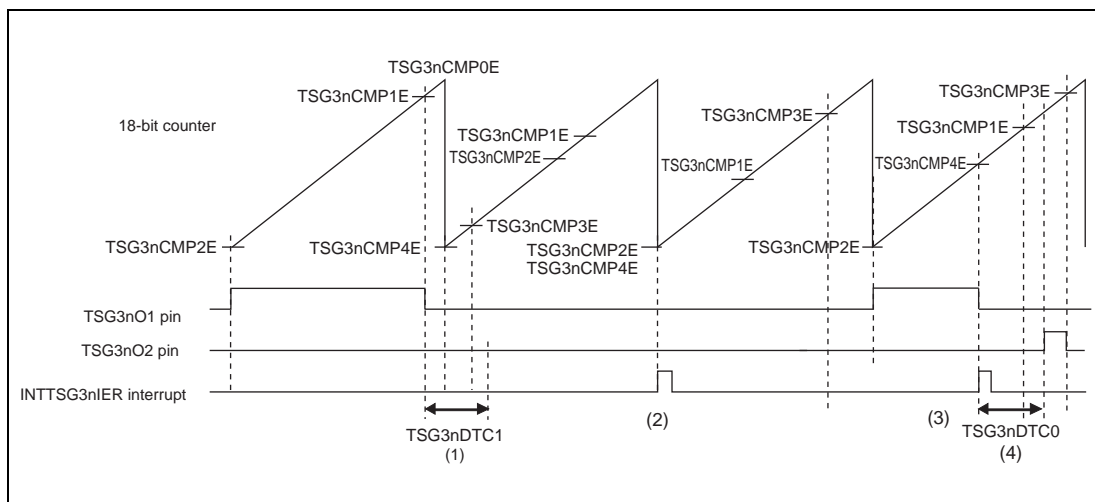 TSG3nCMP0E
TSG3nCMP1E
TSG3nCMP3E
TSG3nCMP3E
18-bit counter
TSG3nCMP1E
TSG3nCMP1E
TSG3nCMP2E
TSG3nCMP1E
TSG3nCMP4E
TSG3nCMP3E
TSG3nCMP2E
TSG3nCMP4E
TSG3nCMP2E
TSG3nCMP4E
TSG3nCMP2E
TSG3nO1 pin
TSG3nO2 pin
INTTSG3nIER interrupt
TSG3nDTC1
(1)
(2)
(3)
TSG3nDTC0
(4)